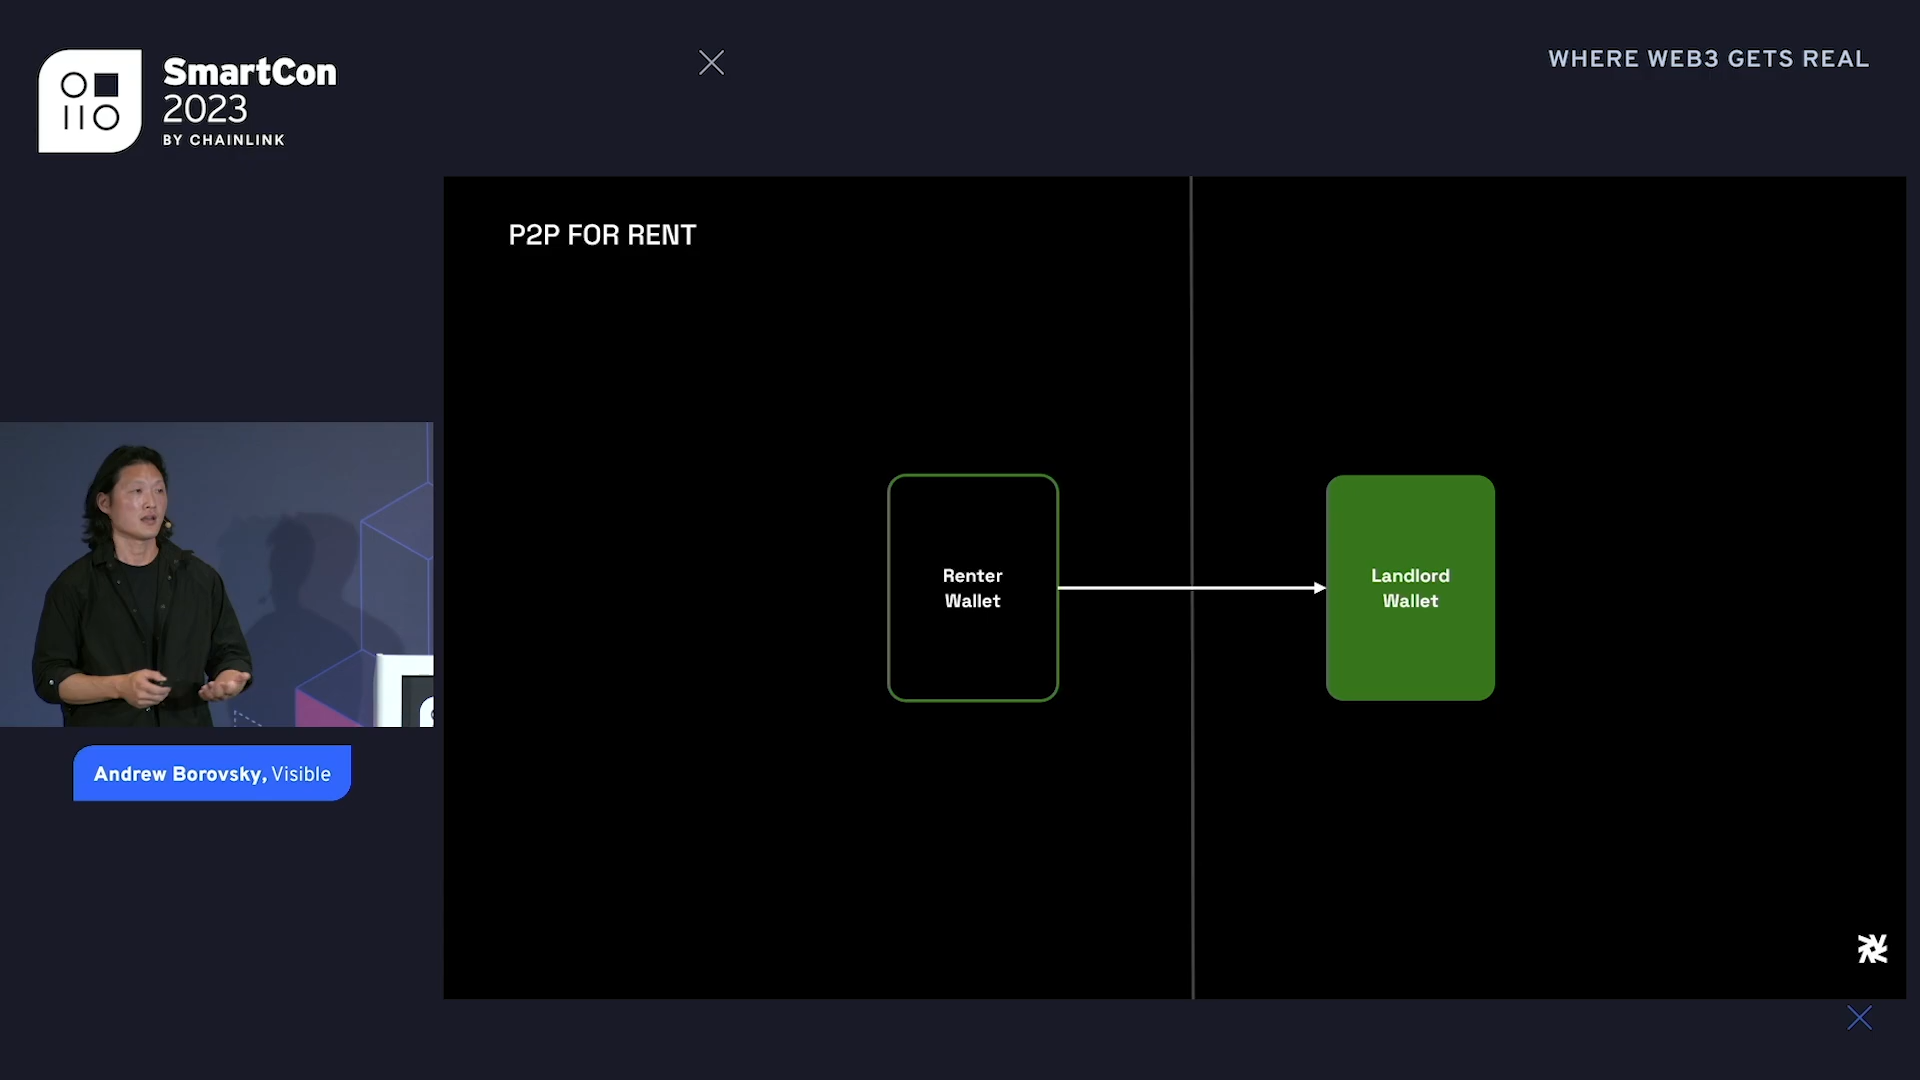 SmartCon
2023
BY CHAINLINK
WHERE WEB3 GETS REAL
P2P FOR RENT
Renter
Wallet
Landlord
Wallet
Andrew Borovsky, Visible